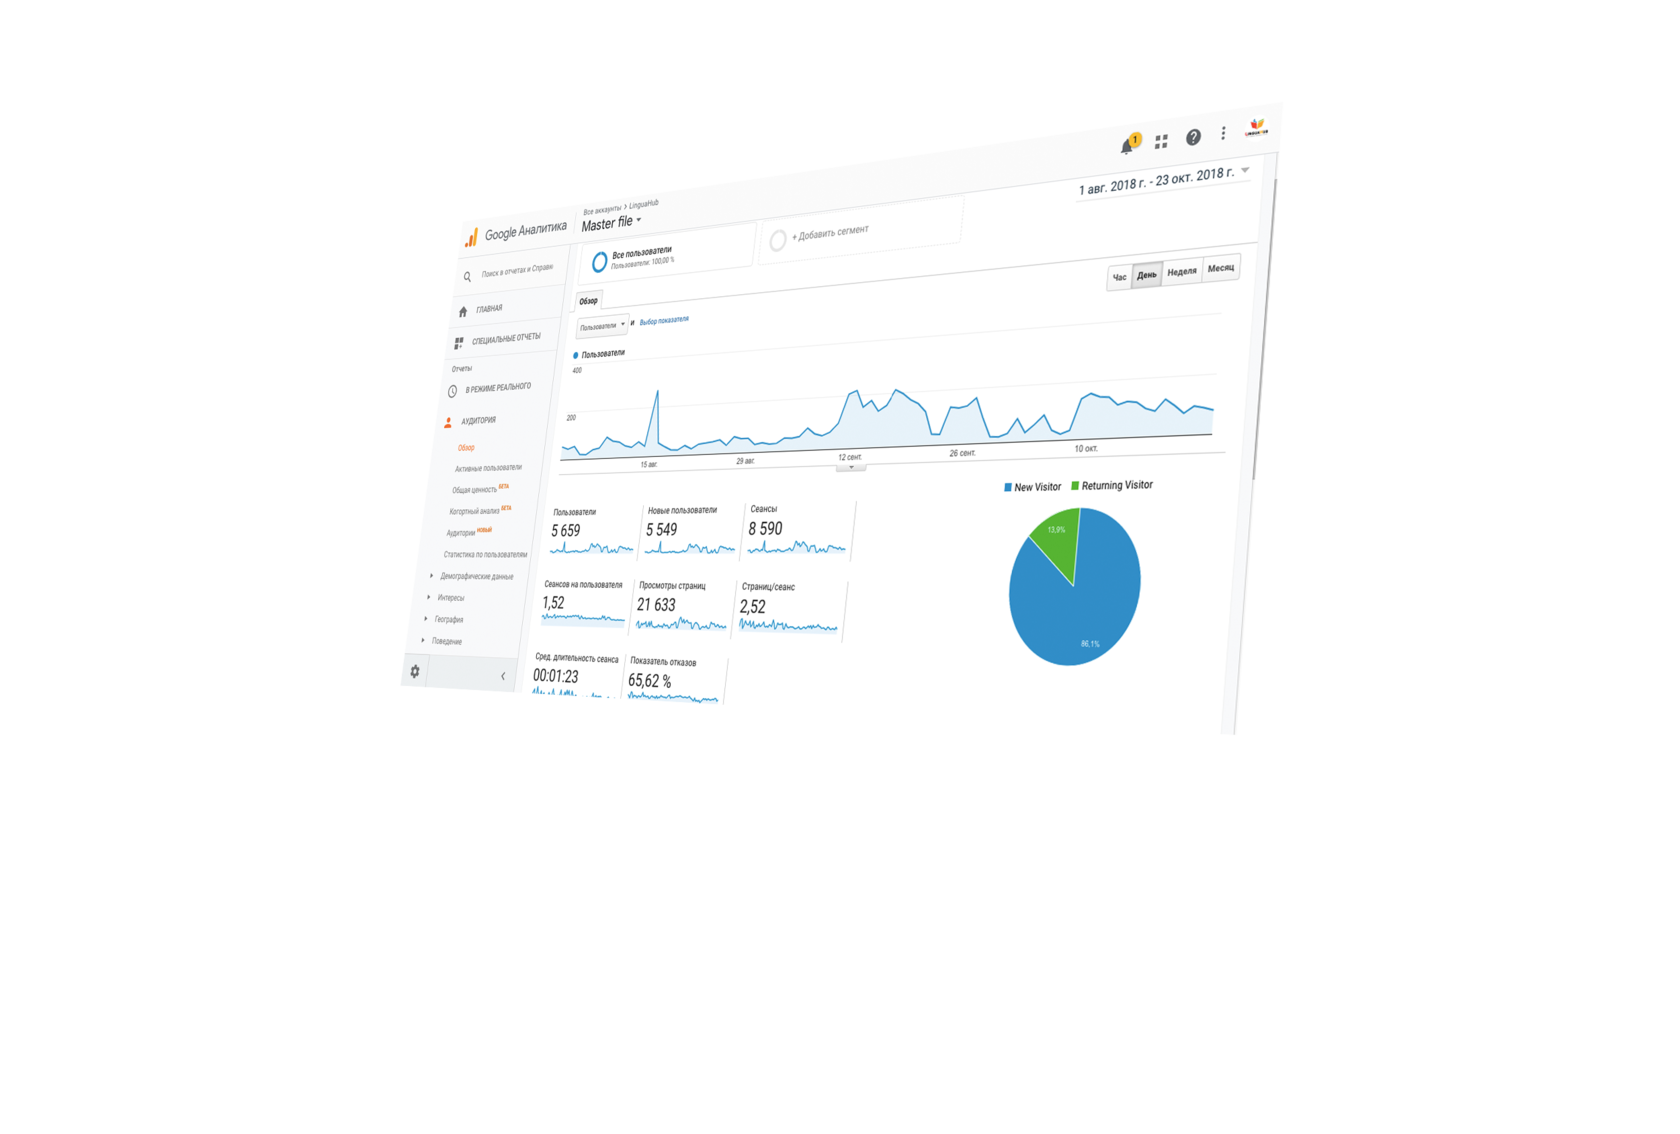 1
Google Аналитика
Все аккаунты > LinguaHub
Master file
1 авг. 2018 г. - 23 окт. 2018 г.
Поиск в отчетах и Справк
Все пользователи
Пользователи: 100,00 %
+ Добавить сегмент
ГЛАВНАЯ
СПЕЦИАЛЬНЫЕ ОТЧЕТЫ
Отчеты
В РЕЖИМЕ РЕАЛЬНОГО
АУДИТОРИЯ
Обзор
Активные пользователи
Общая ценность БЕТА
Когортный анализ БЕТА
Аудитории НОВЫЙ
Статистика по пользователям
Демографические данные
Интересы
География
Поведение
Обзор
Час День Неделя Месяц
Пользователи и Выбор показателя
Пользователи
400
200
15 авг. 29 авг. 12 сент. 26 сент. 10 окт.
New Visitor Returning Visitor
13,9%
86,1%
Пользователи
5 659
Новые пользователи
5 549
Сеансы
8 590
Сеансов на пользователя
1,52
Просмотры страниц
21 633
Страниц/сеанс
2,52
Сред. длительность сеанса
00:01:23
Показатель отказов
65,62 %